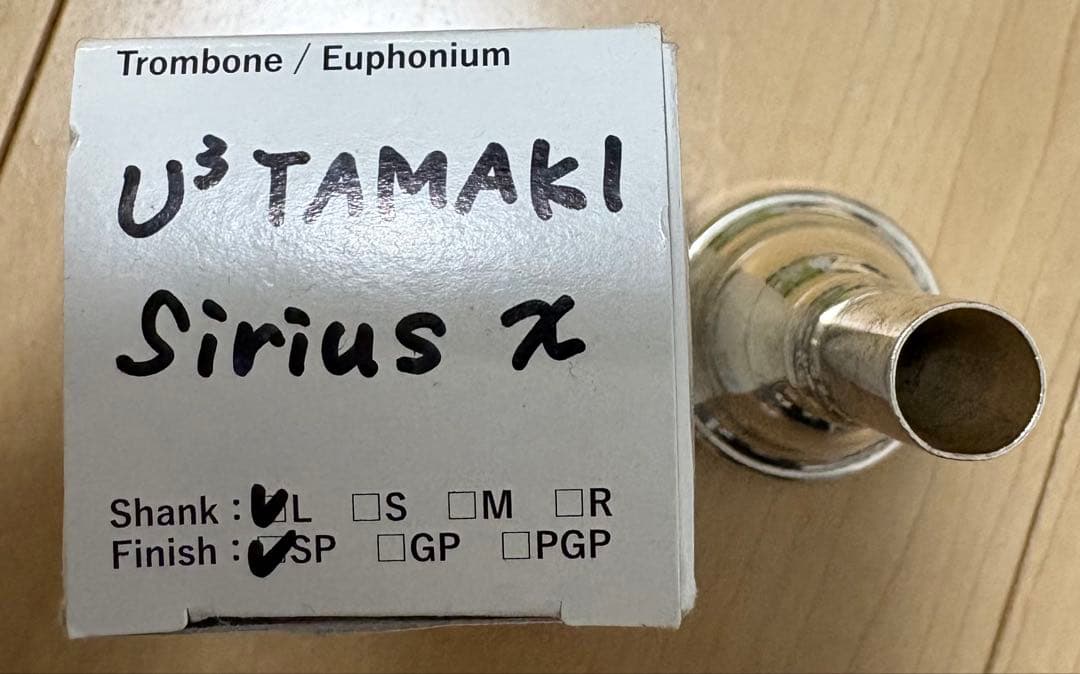 Trombone / Euphonium
U³ TAMAKI
Sirius x
Shank : ☑L ☐S ☐M ☐R
Finish : ☑SP ☐GP ☐PGP